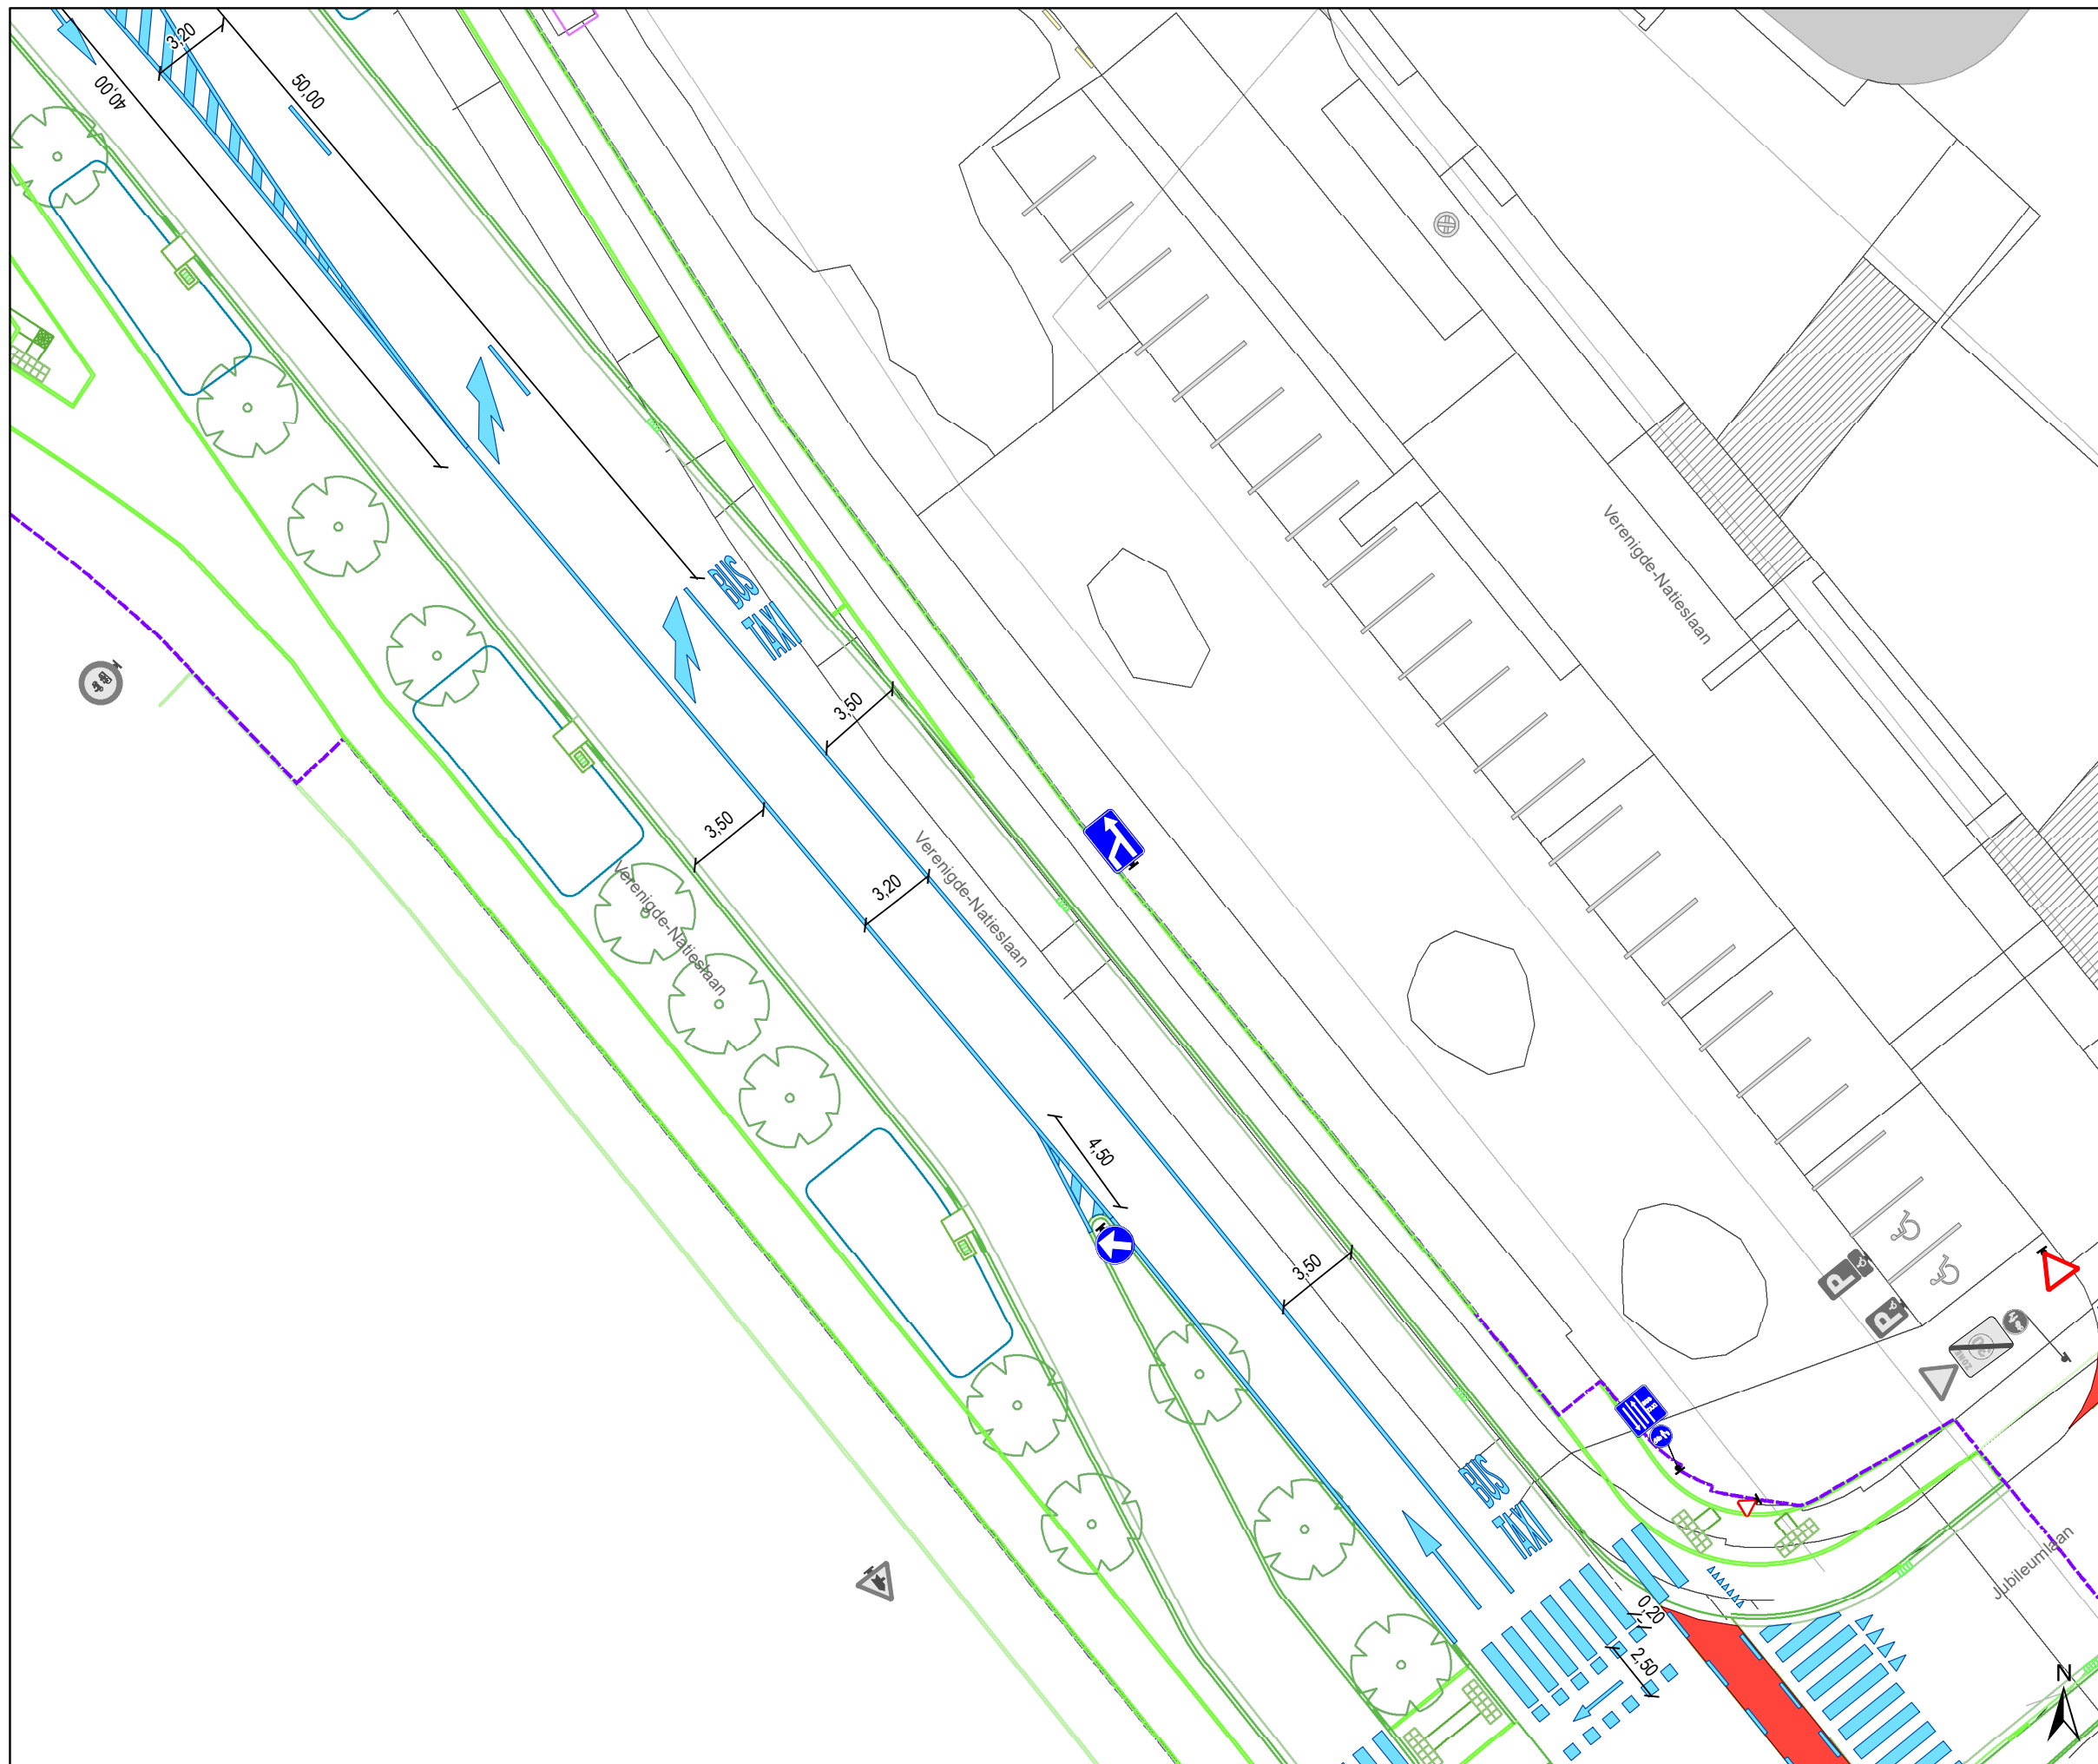 3,20
40,00
50,00
BUS
TAXI
3,50
3,50
3,20
Verenigde-Natieslaan
Verenigde-Natieslaan
Verenigde-Natieslaan
4,50
3,50
P
P
BUS
TAXI
0,20
2,50
Jubileumlaan
N